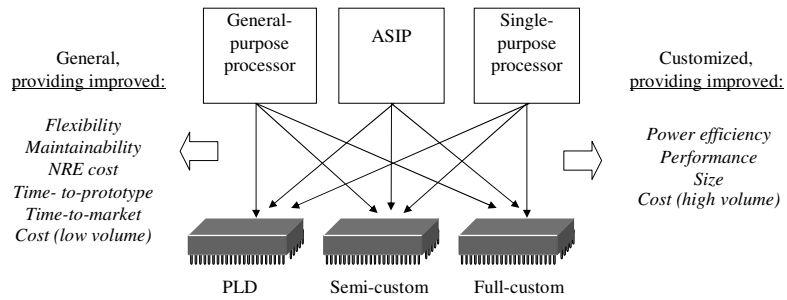 General,
providing improved:
Flexibility
Maintainability
NRE cost
Time- to-prototype
Time-to-market
Cost (low volume)
General-
purpose
processor
ASIP
Single-
purpose
processor
Customized,
providing improved:
Power efficiency
Performance
Size
Cost (high volume)
PLD
Semi-custom
Full-custom